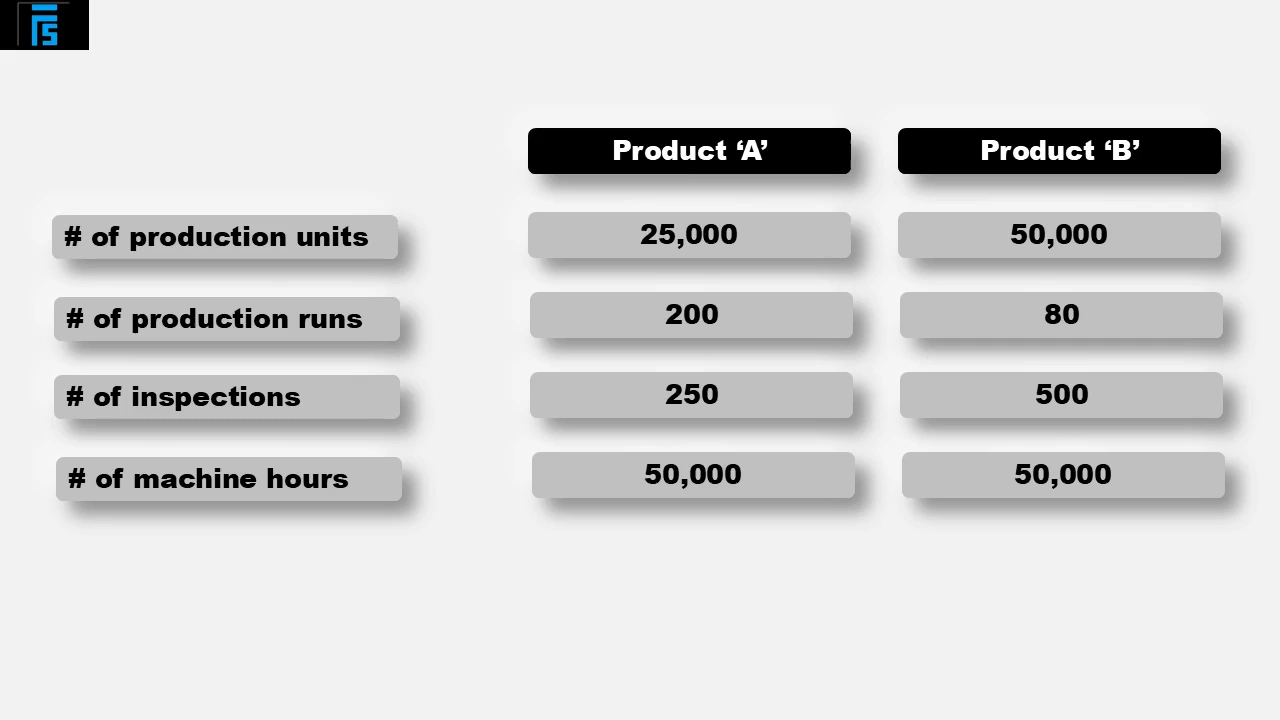 Product ‘A’ Product ‘B’
# of production units 25,000 50,000
# of production runs 200 80
# of inspections 250 500
# of machine hours 50,000 50,000